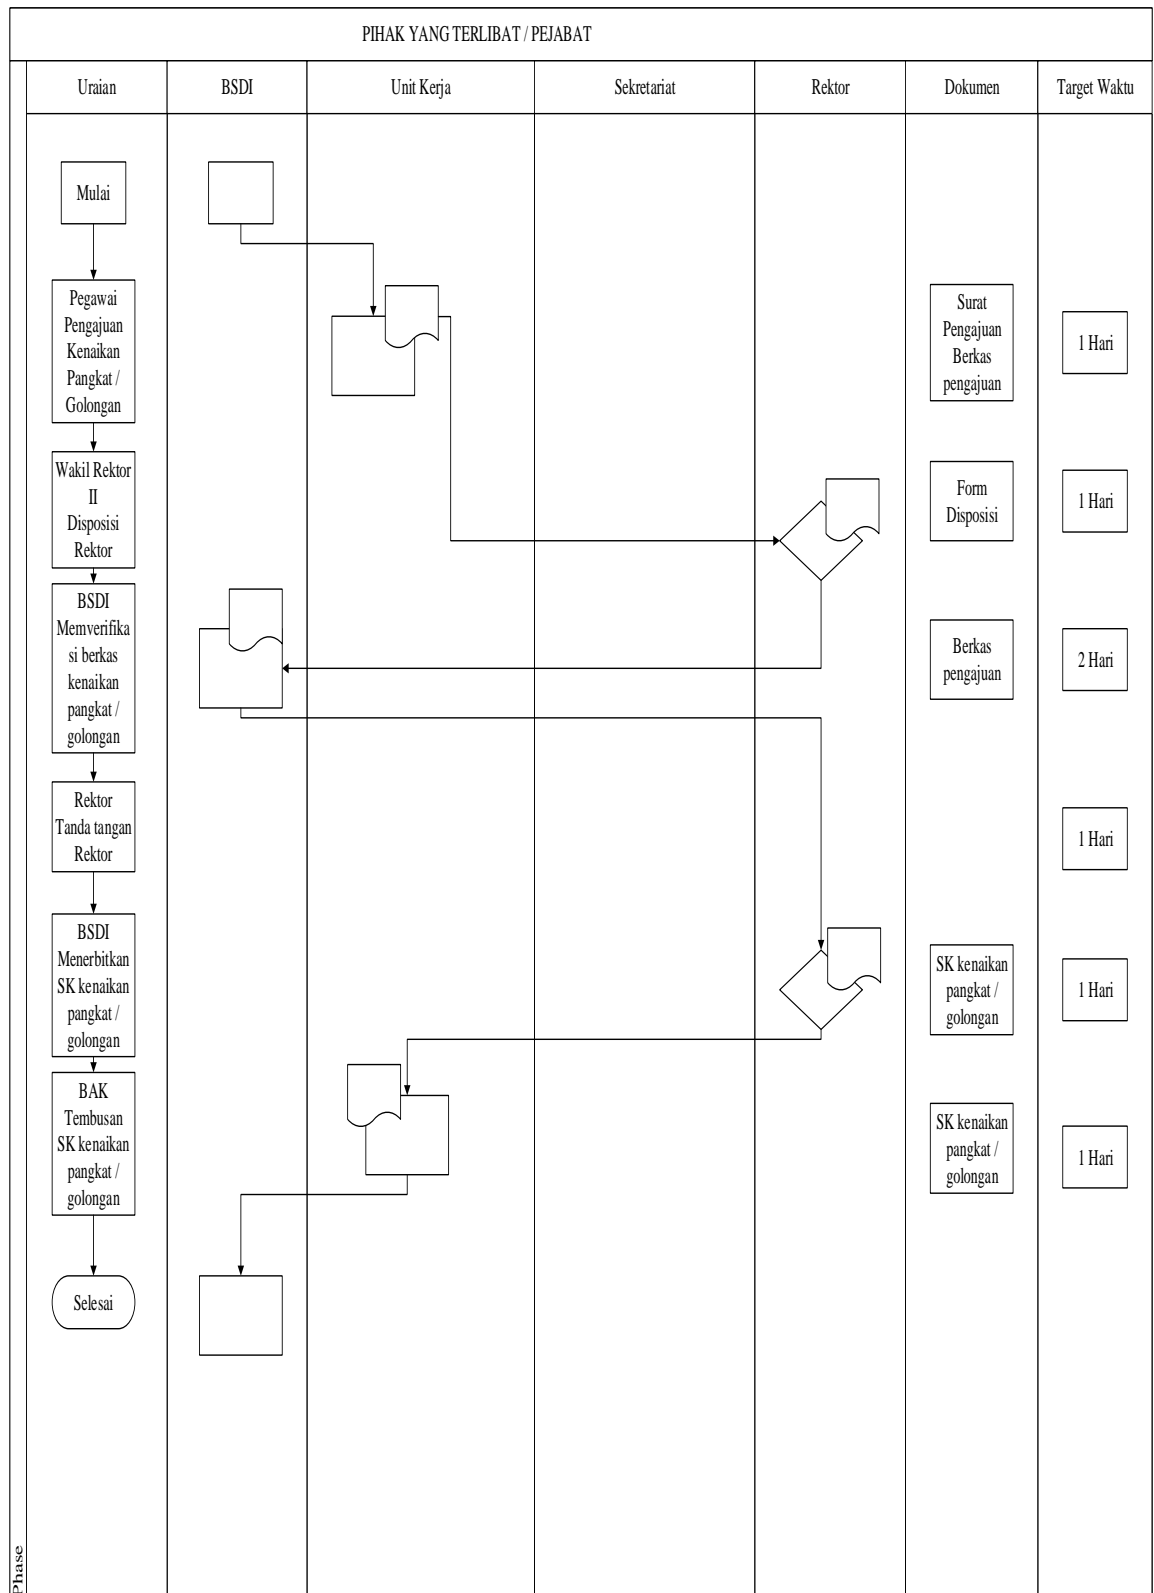 PIHAK YANG TERLIBAT / PEJABAT
Uraian
BSDI
Unit Kerja
Sekretariat
Rektor
Dokumen
Target Waktu
Mulai
Pegawai
Pengajuan
Kenaikan
Pangkat /
Golongan
Surat
Pengajuan
Berkas
pengajuan
1 Hari
Wakil Rektor
II
Disposisi
Rektor
Form
Disposisi
1 Hari
BSDI
Memverifika
si berkas
kenaikan
pangkat /
golongan
Berkas
pengajuan
2 Hari
Rektor
Tanda tangan
Rektor
1 Hari
BSDI
Menerbitkan
SK kenaikan
pangkat /
golongan
SK kenaikan
pangkat /
golongan
1 Hari
BAK
Tembusan
SK kenaikan
pangkat /
golongan
SK kenaikan
pangkat /
golongan
1 Hari
Selesai
Phase